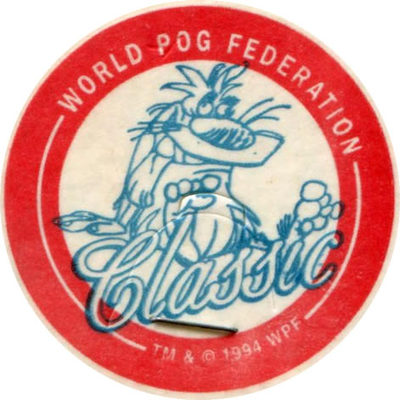 WORLD POG FEDERATION
Classic
TM & © 1994 WPF